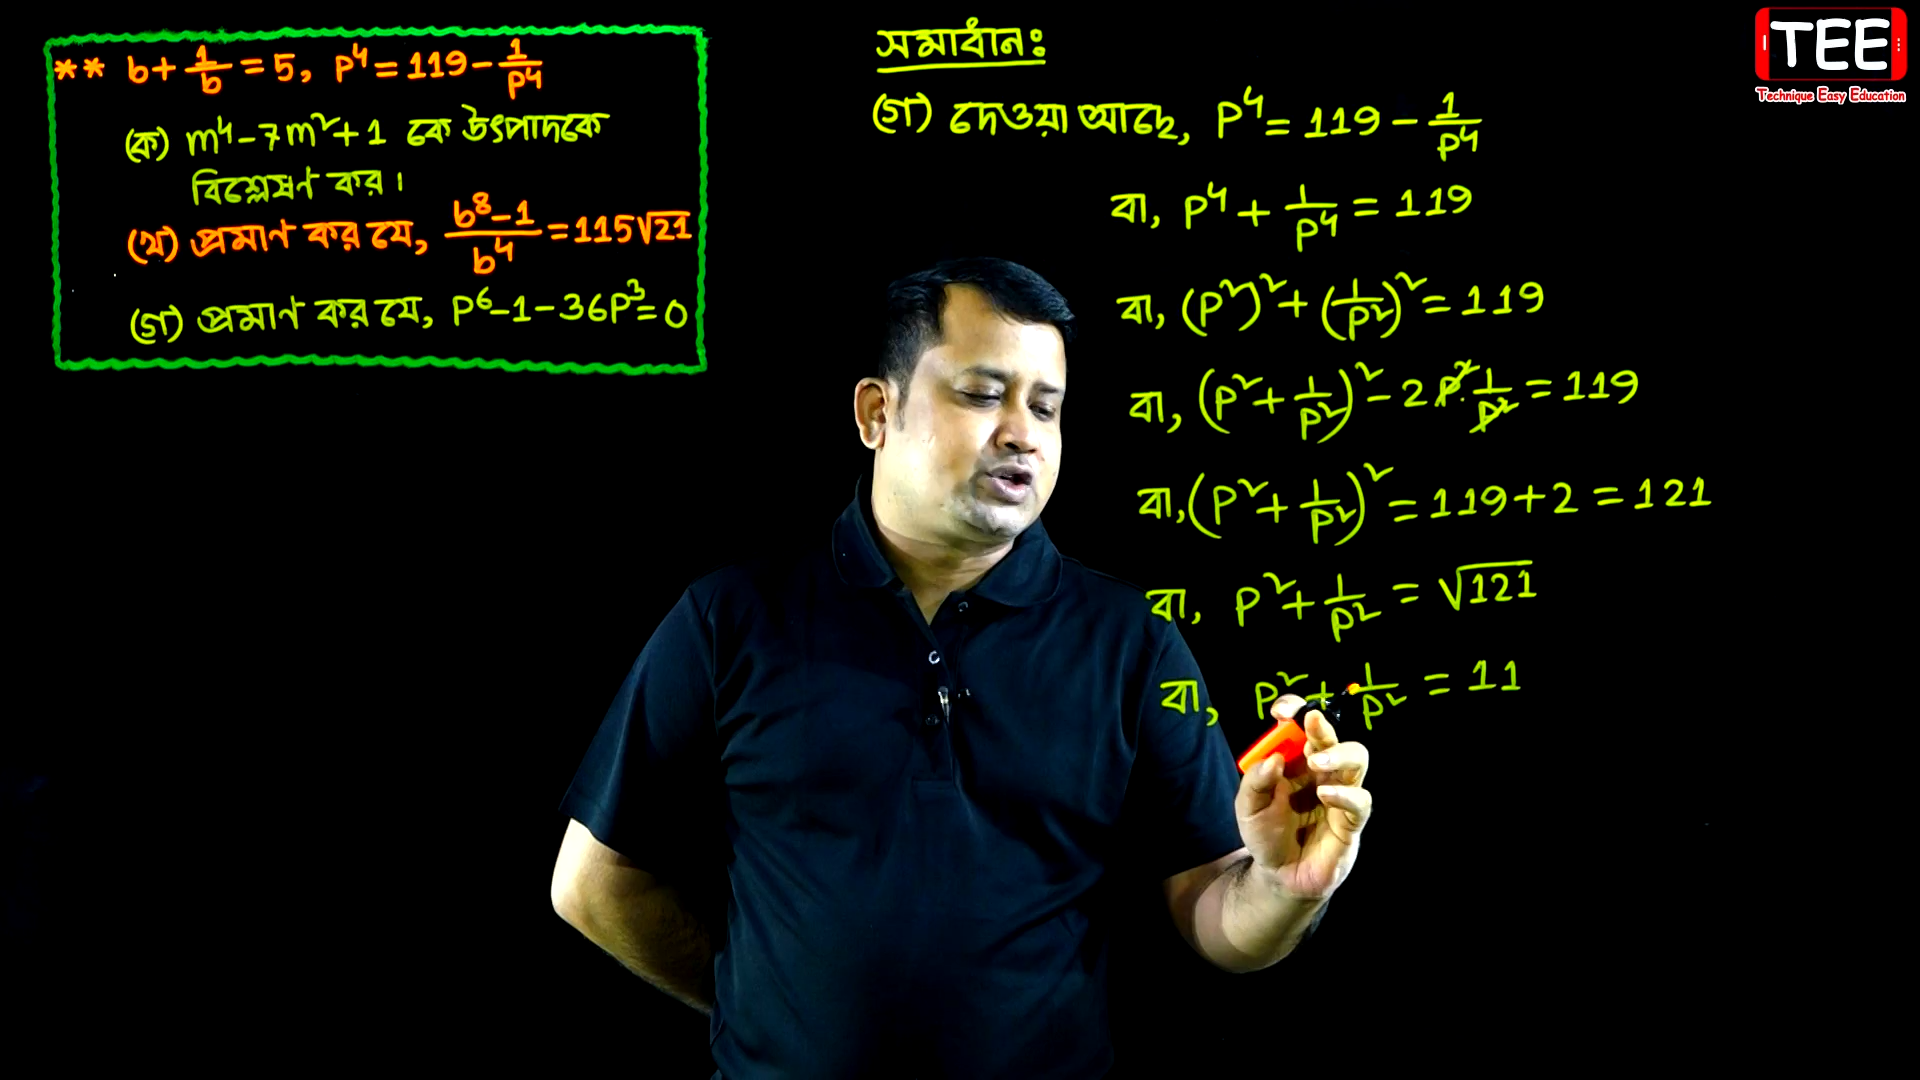 ** b + 1/b = 5, P⁴ = 119 - 1/P⁴
(ক) m⁴ - 7m² + 1 কে উৎপাদকে
বিশ্লেষণ কর।
(খ) প্রমাণ কর যে, (b⁸ - 1)/b⁴ = 115√21
(গ) প্রমাণ কর যে, P⁶ - 1 - 36P³ = 0
সমাধান:
(গ) দেওয়া আছে, P⁴ = 119 - 1/P⁴
বা, P⁴ + 1/P⁴ = 119
বা, (P²)² + (1/P²)² = 119
বা, (P² + 1/P²)² - 2 P² · 1/P² = 119
বা, (P² + 1/P²)² = 119 + 2 = 121
বা, P² + 1/P² = √121
বা, P² + 1/P² = 11
TEE
Technique Easy Education